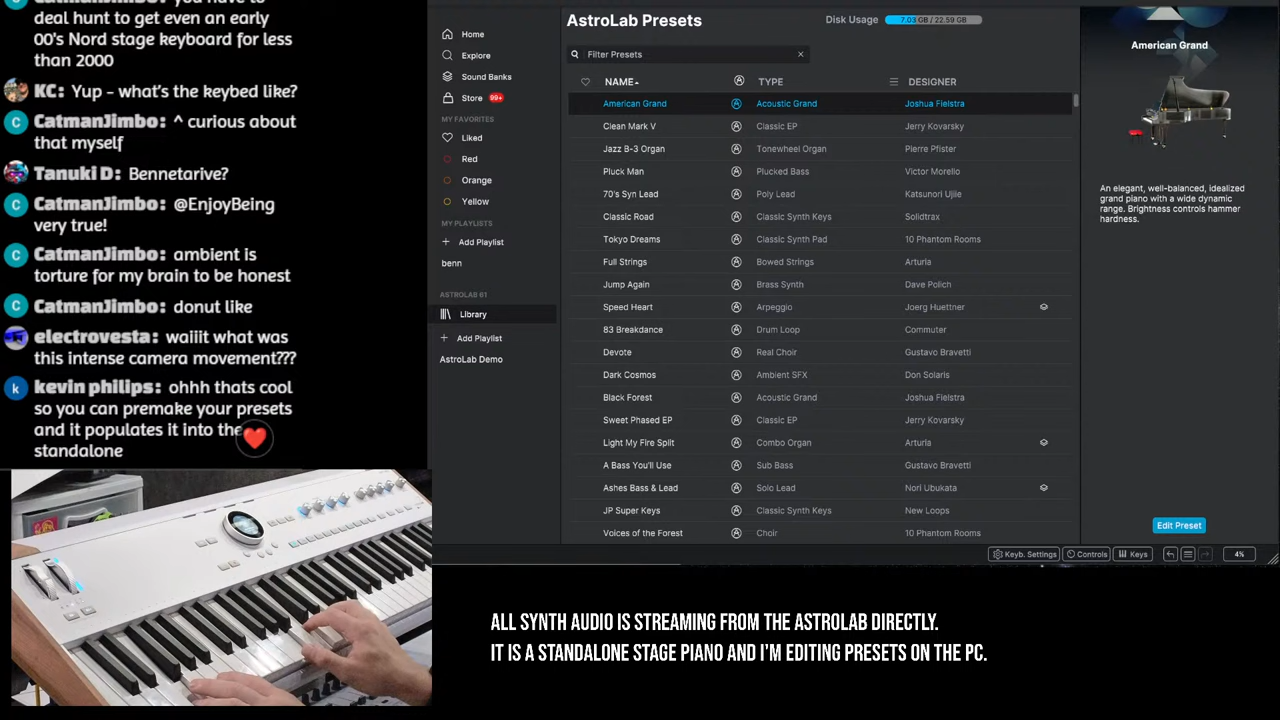 CatmanJimbo: you have to
deal hunt to get even an early
00's Nord stage keyboard for less
than 2000
KC: Yup - what's the keybed like?
CatmanJimbo: ^ curious about
that myself
Tanuki D: Bennetarive?
CatmanJimbo: @EnjoyBeing
very true!
CatmanJimbo: ambient is
torture for my brain to be honest
CatmanJimbo: donut like
electrovesta: waiiit what was
this intense camera movement???
kevin philips: ohhh thats cool
so you can premake your presets
and it populates it into the
standalone
Home
Explore
Sound Banks
Store 99+
MY FAVORITES
Liked
Red
Orange
Yellow
MY PLAYLISTS
Add Playlist
benn
ASTROLAB 61
Library
Add Playlist
AstroLab Demo
AstroLab Presets
Disk Usage 7.03 GB / 22.59 GB
Filter Presets
NAME TYPE DESIGNER
American Grand Acoustic Grand Joshua Fielstra
Clean Mark V Classic EP Jerry Kovarsky
Jazz B-3 Organ Tonewheel Organ Pierre Pfister
Pluck Man Plucked Bass Victor Morello
70's Syn Lead Poly Lead Katsunori Ujiie
Classic Road Classic Synth Keys Solidtrax
Tokyo Dreams Classic Synth Pad 10 Phantom Rooms
Full Strings Bowed Strings Arturia
Jump Again Brass Synth Dave Polich
Speed Heart Arpeggio Joerg Huettner
83 Breakdance Drum Loop Commuter
Devote Real Choir Gustavo Bravetti
Dark Cosmos Ambient SFX Don Solaris
Black Forest Acoustic Grand Joshua Fielstra
Sweet Phased EP Classic EP Jerry Kovarsky
Light My Fire Split Combo Organ Arturia
A Bass You'll Use Sub Bass Gustavo Bravetti
Ashes Bass & Lead Solo Lead Nori Ubukata
JP Super Keys Classic Synth Keys New Loops
Voices of the Forest Choir 10 Phantom Rooms
American Grand
An elegant, well-balanced, idealized
grand piano with a wide dynamic
range. Brightness controls hammer
hardness.
Edit Preset
Keyb. Settings Controls Keys 4%
ALL SYNTH AUDIO IS STREAMING FROM THE ASTROLAB DIRECTLY.
IT IS A STANDALONE STAGE PIANO AND I'M EDITING PRESETS ON THE PC.